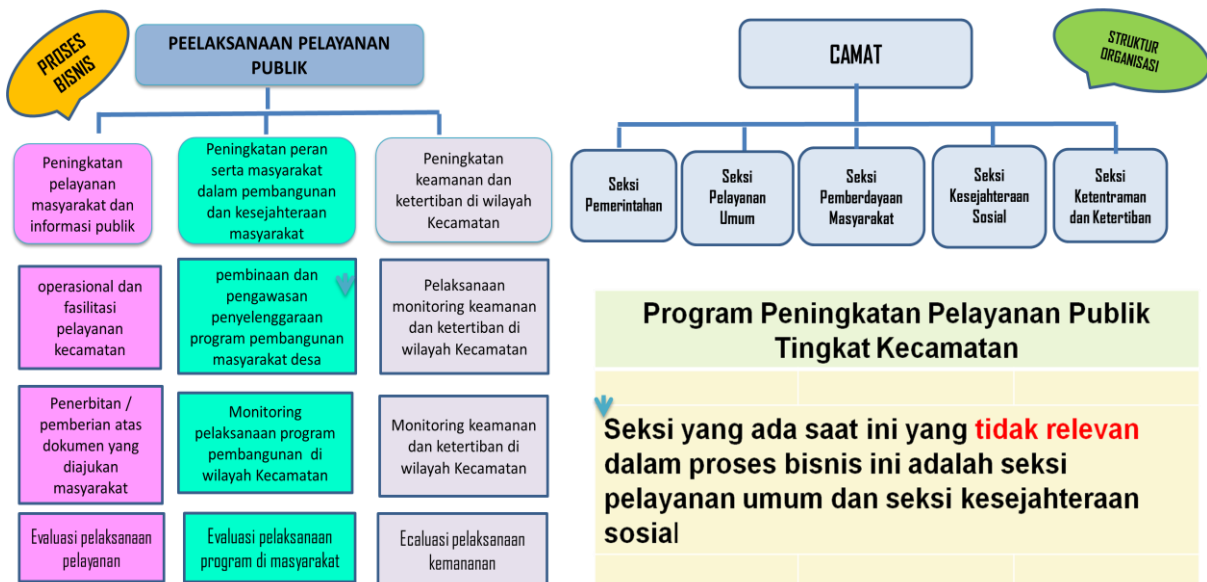 PROSES
BISNIS
PEELAKSANAAN PELAYANAN
PUBLIK
Peningkatan
pelayanan
masyarakat dan
informasi publik
Peningkatan peran
serta masyarakat
dalam pembangunan
dan kesejahteraan
masyarakat
Peningkatan
keamanan dan
ketertiban di wilayah
Kecamatan
operasional dan
fasilitasi
pelayanan
kecamatan
pembinaan dan
pengawasan
penyelenggaraan
program pembangunan
masyarakat desa
Pelaksanaan
monitoring keamanan
dan ketertiban di
wilayah Kecamatan
Penerbitan /
pemberian atas
dokumen yang
diajukan
masyarakat
Monitoring
pelaksanaan program
pembangunan di
wilayah Kecamatan
Monitoring keamanan
dan ketertiban di
wilayah Kecamatan
Evaluasi pelaksanaan
pelayanan
Evaluasi pelaksanaan
program di masyarakat
Ecaluasi pelaksanaan
kemananan
CAMAT
STRUKTUR
ORGANISASI
Seksi
Pemerintahan
Seksi
Pelayanan
Umum
Seksi
Pemberdayaan
Masyarakat
Seksi
Kesejahteraan
Sosial
Seksi
Ketentraman
dan Ketertiban
Program Peningkatan Pelayanan Publik
Tingkat Kecamatan
Seksi yang ada saat ini yang tidak relevan
dalam proses bisnis ini adalah seksi
pelayanan umum dan seksi kesejahteraan
sosial